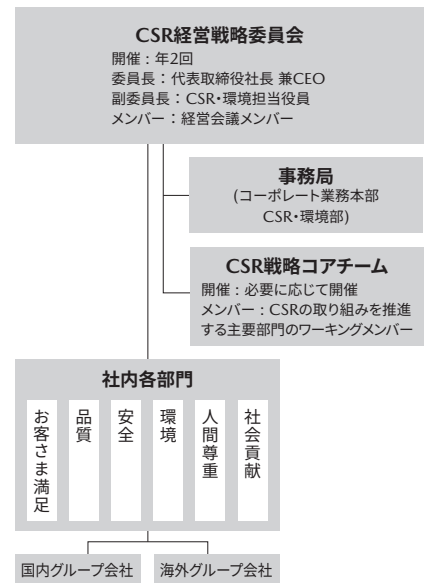 CSR経営戦略委員会
開催：年2回
委員長：代表取締役社長 兼CEO
副委員長：CSR・環境担当役員
メンバー：経営会議メンバー
事務局
(コーポレート業務本部
CSR・環境部)
CSR戦略コアチーム
開催：必要に応じて開催
メンバー：CSRの取り組みを推進
する主要部門のワーキングメンバー
社内各部門
お客さま満足
品質
安全
環境
人間尊重
社会貢献
国内グループ会社
海外グループ会社